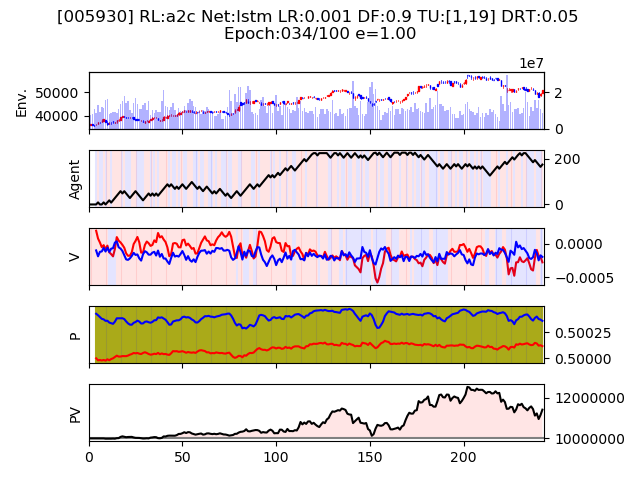 [005930] RL:a2c Net:lstm LR:0.001 DF:0.9 TU:[1,19] DRT:0.05
Epoch:034/100 e=1.00
1e7
Env.
50000
40000
2
0
Agent
200
0
V
0.0000
−0.0005
P
0.50025
0.50000
PV
12000000
10000000
0 50 100 150 200